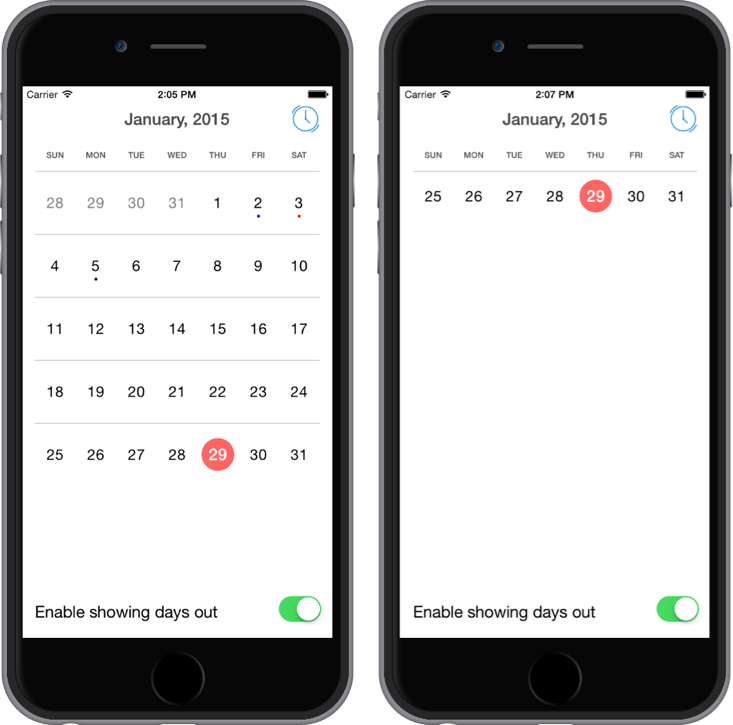 Carrier 2:05 PM
January, 2015
SUN MON TUE WED THU FRI SAT
28 29 30 31 1 2 3
4 5 6 7 8 9 10
11 12 13 14 15 16 17
18 19 20 21 22 23 24
25 26 27 28 29 30 31
Enable showing days out
Carrier 2:07 PM
January, 2015
SUN MON TUE WED THU FRI SAT
25 26 27 28 29 30 31
Enable showing days out